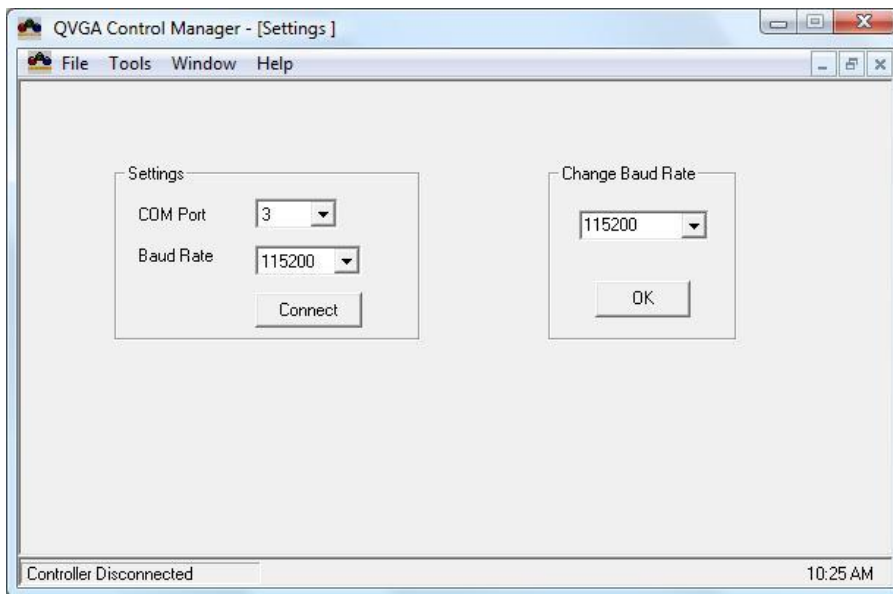 QVGA Control Manager - [Settings ]
File Tools Window Help
Settings
COM Port 3
Baud Rate 115200
Connect
Change Baud Rate
115200
OK
Controller Disconnected 10:25 AM